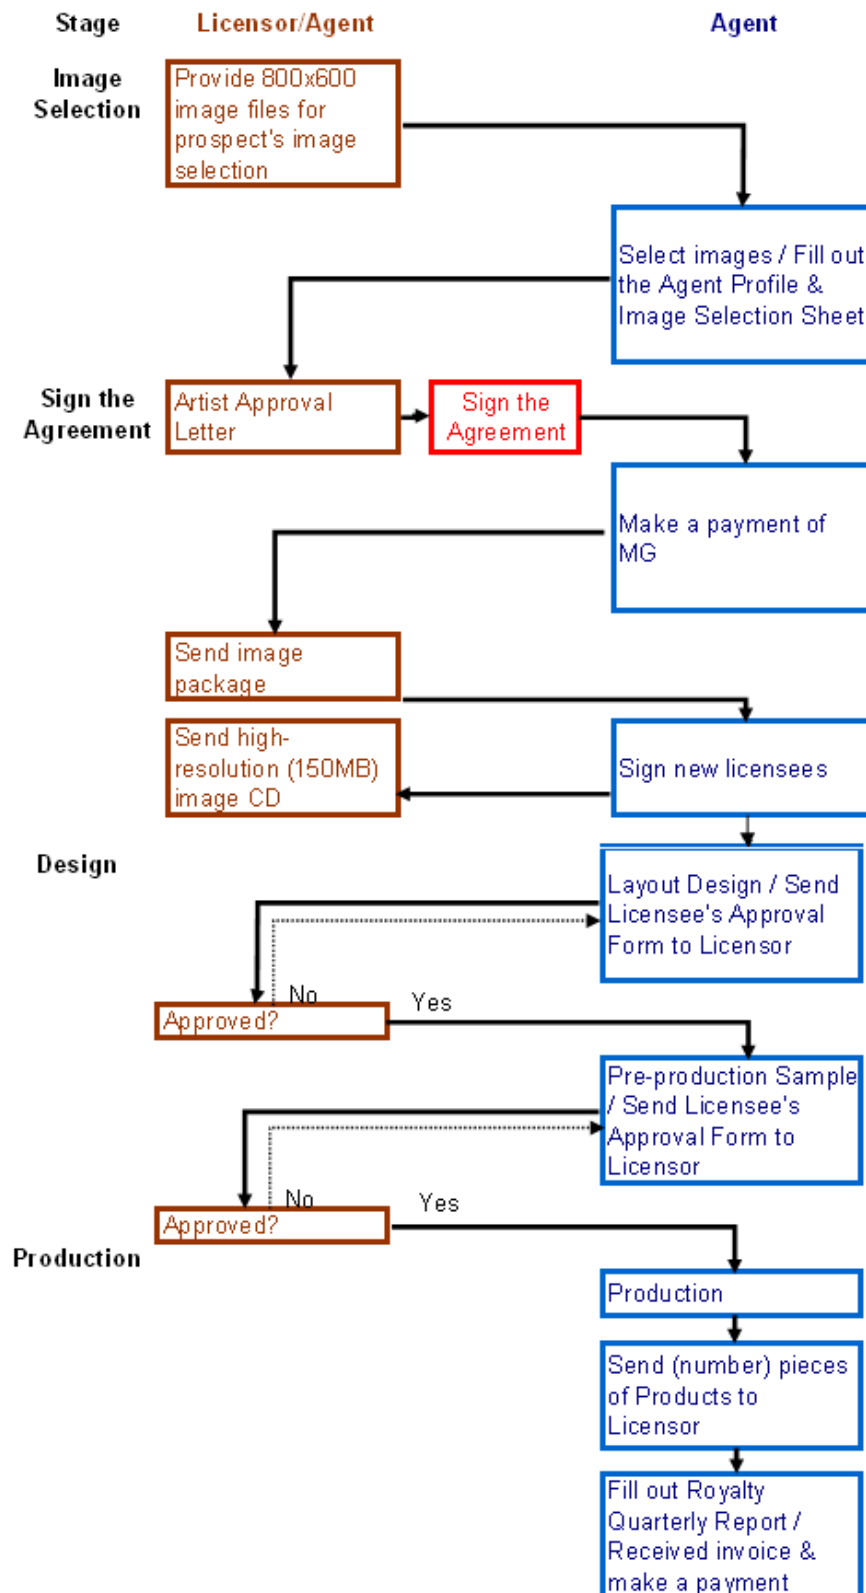 Stage Licensor/Agent Agent
Image
Selection
Provide 800x600
image files for
prospect's image
selection
Select images / Fill out
the Agent Profile &
Image Selection Sheet
Sign the
Agreement
Artist Approval
Letter
Sign the
Agreement
Make a payment of
MG
Send image
package
Send high-
resolution (150MB)
image CD
Sign new licensees
Design
Layout Design / Send
Licensee's Approval
Form to Licensor
No
Yes
Approved?
Pre-production Sample
/ Send Licensee's
Approval Form to
Licensor
No
Yes
Approved?
Production
Production
Send (number) pieces
of Products to
Licensor
Fill out Royalty
Quarterly Report /
Received invoice &
make a payment